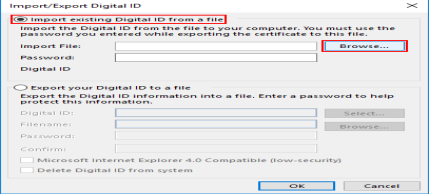 Import/Export Digital ID
Import existing Digital ID from a file
Import the Digital ID from the file to your computer. You must use the
password you entered while exporting the certificate to this file.
Import File:
Browse...
Password:
Digital ID
Export your Digital ID to a file
Export the Digital ID information into a file. Enter a password to help
protect this information.
Digital ID:
Select...
Filename:
Browse...
Password:
Confirm:
Microsoft Internet Explorer 4.0 Compatible (low-security)
Delete Digital ID from system
OK
Cancel